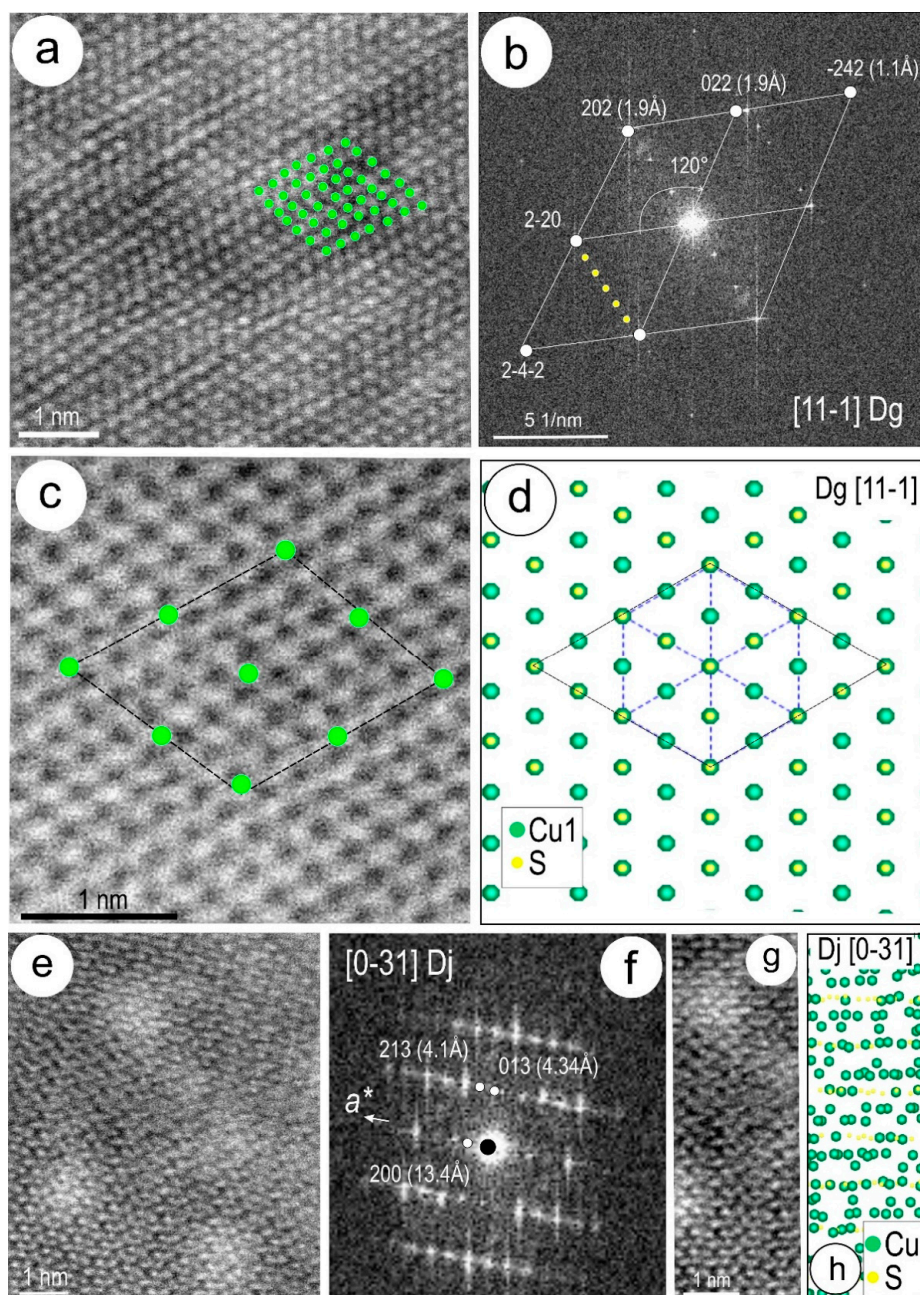 a
1 nm
b
202 (1.9Å)
022 (1.9Å)
-242 (1.1Å)
120°
2-20
2-4-2
5 1/nm
[11-1] Dg
c
1 nm
d
Dg [11-1]
Cu1
S
e
1 nm
[0-31] Dj
f
213 (4.1Å)
013 (4.34Å)
a*
200 (13.4Å)
g
1 nm
Dj [0-31]
h
Cu
S